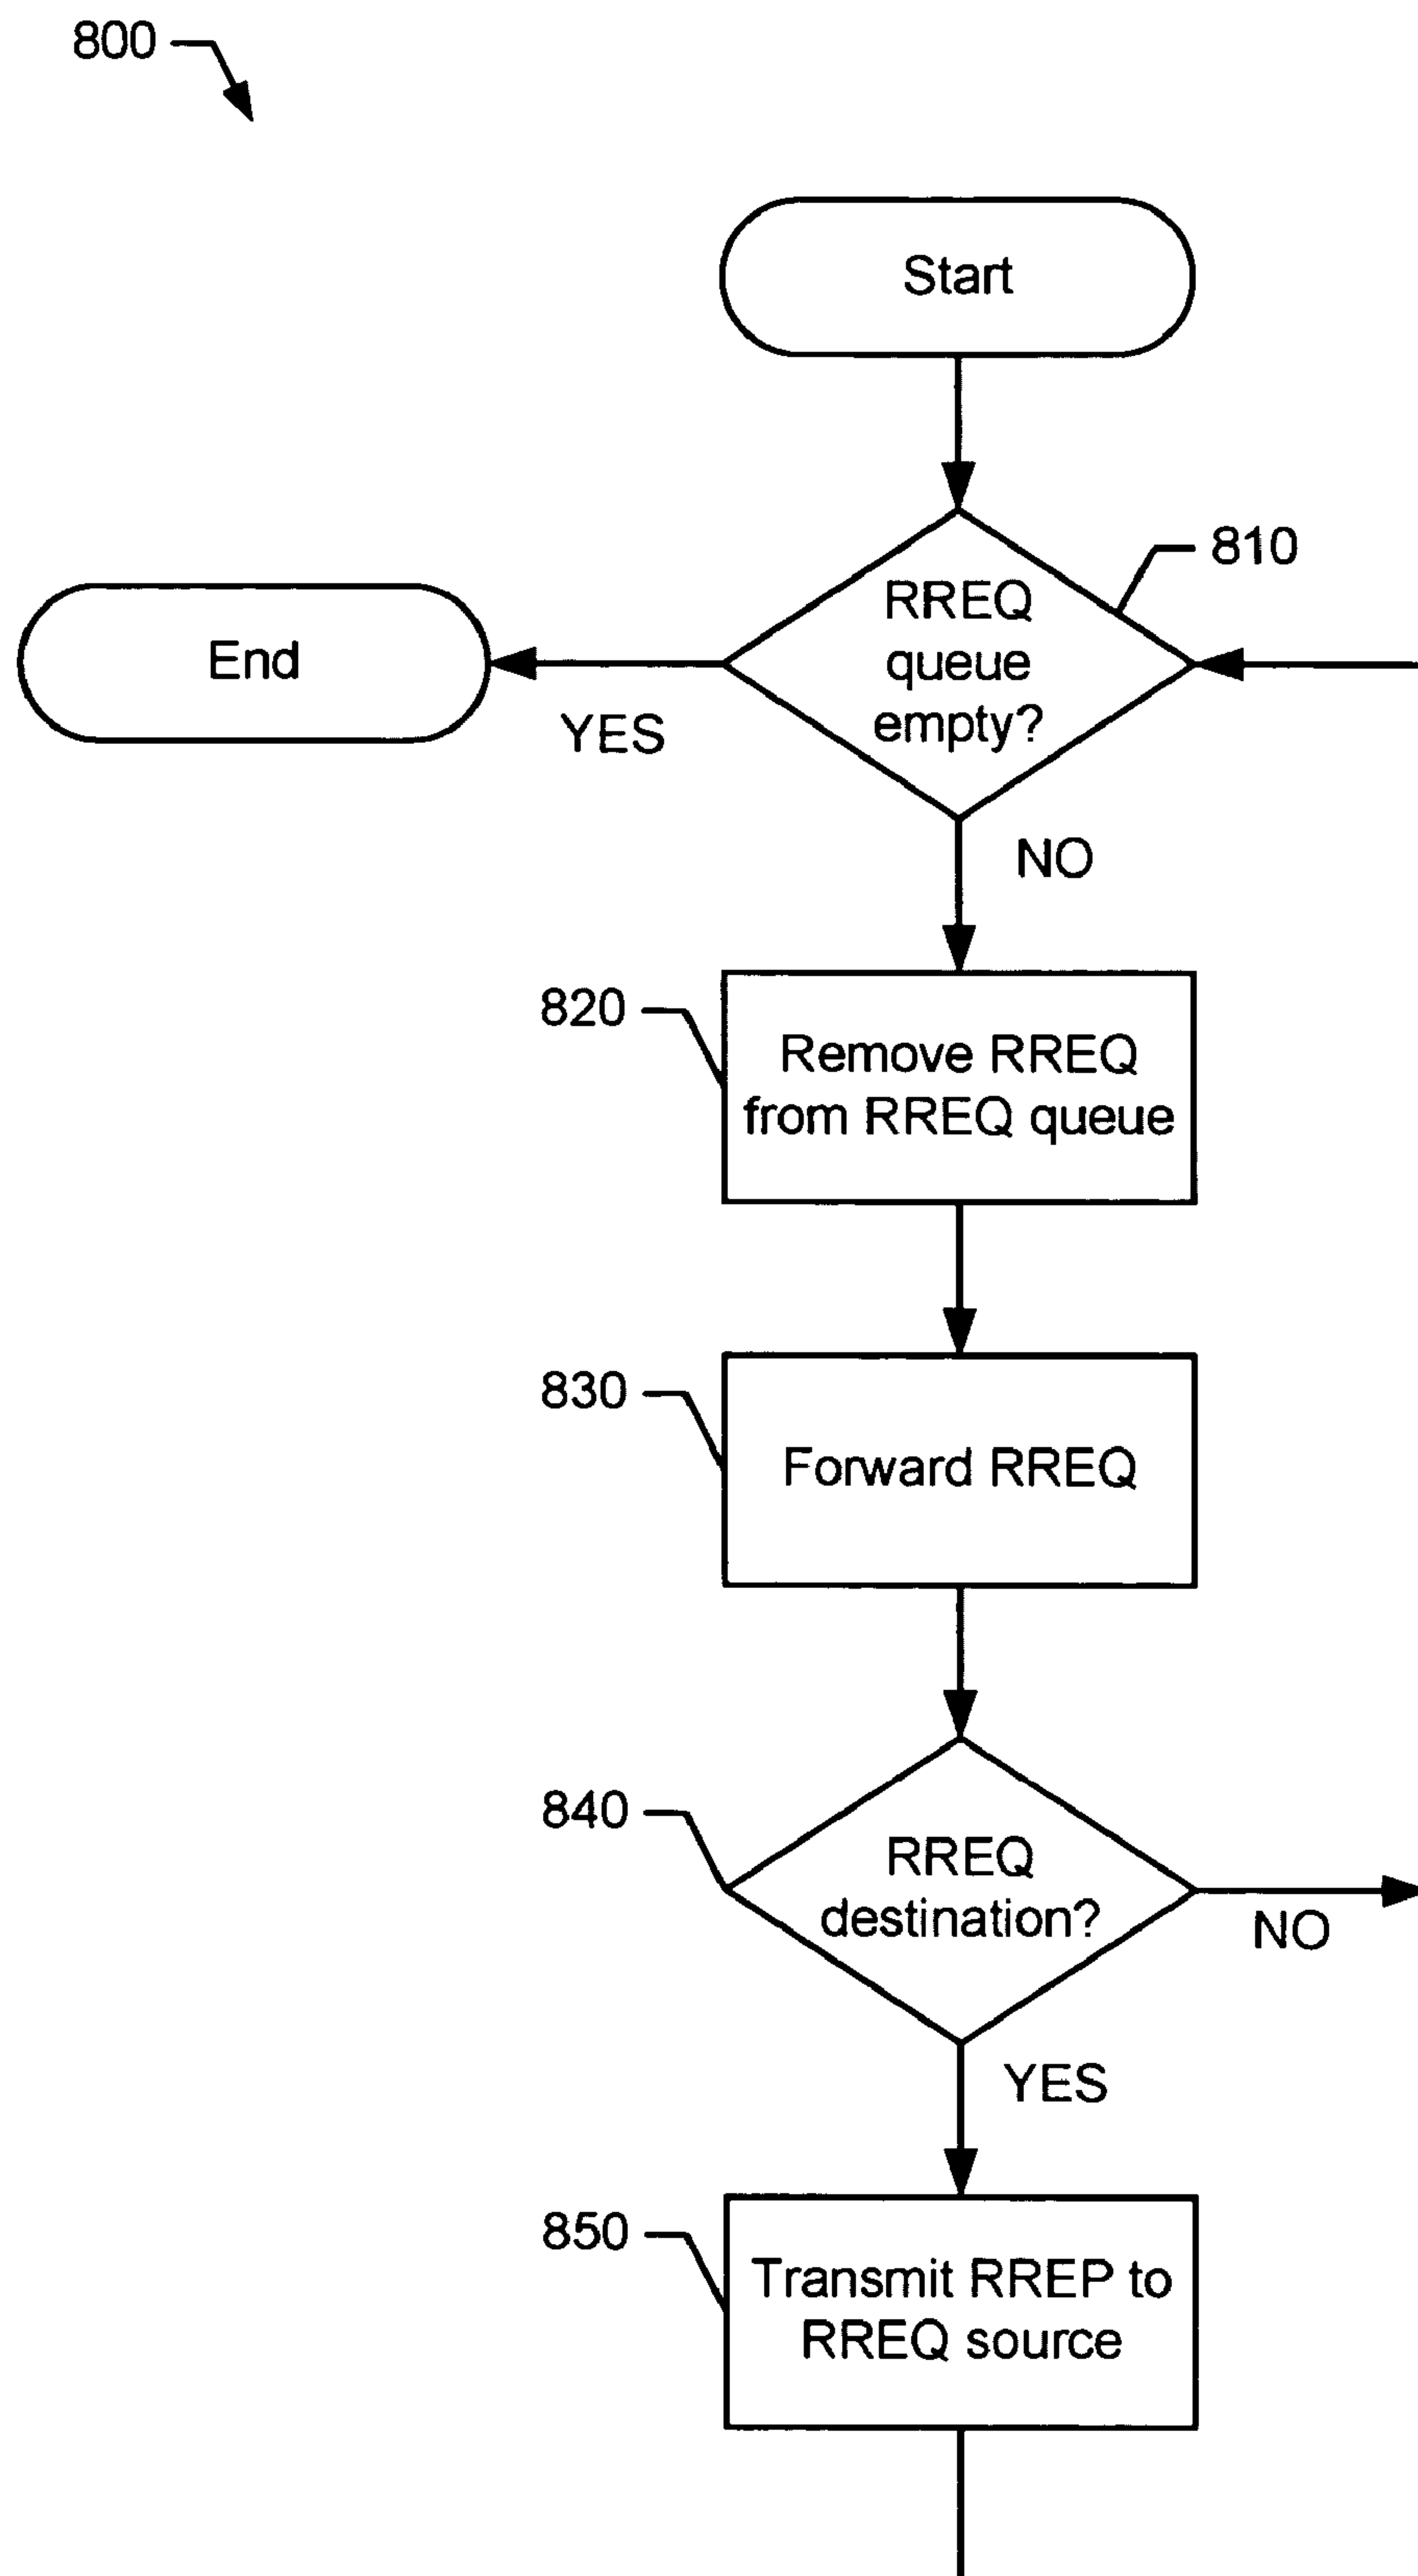 800
Start
810
RREQ
queue
empty?
End
YES
NO
820
Remove RREQ
from RREQ queue
830
Forward RREQ
840
RREQ
destination?
NO
YES
850
Transmit RREP to
RREQ source